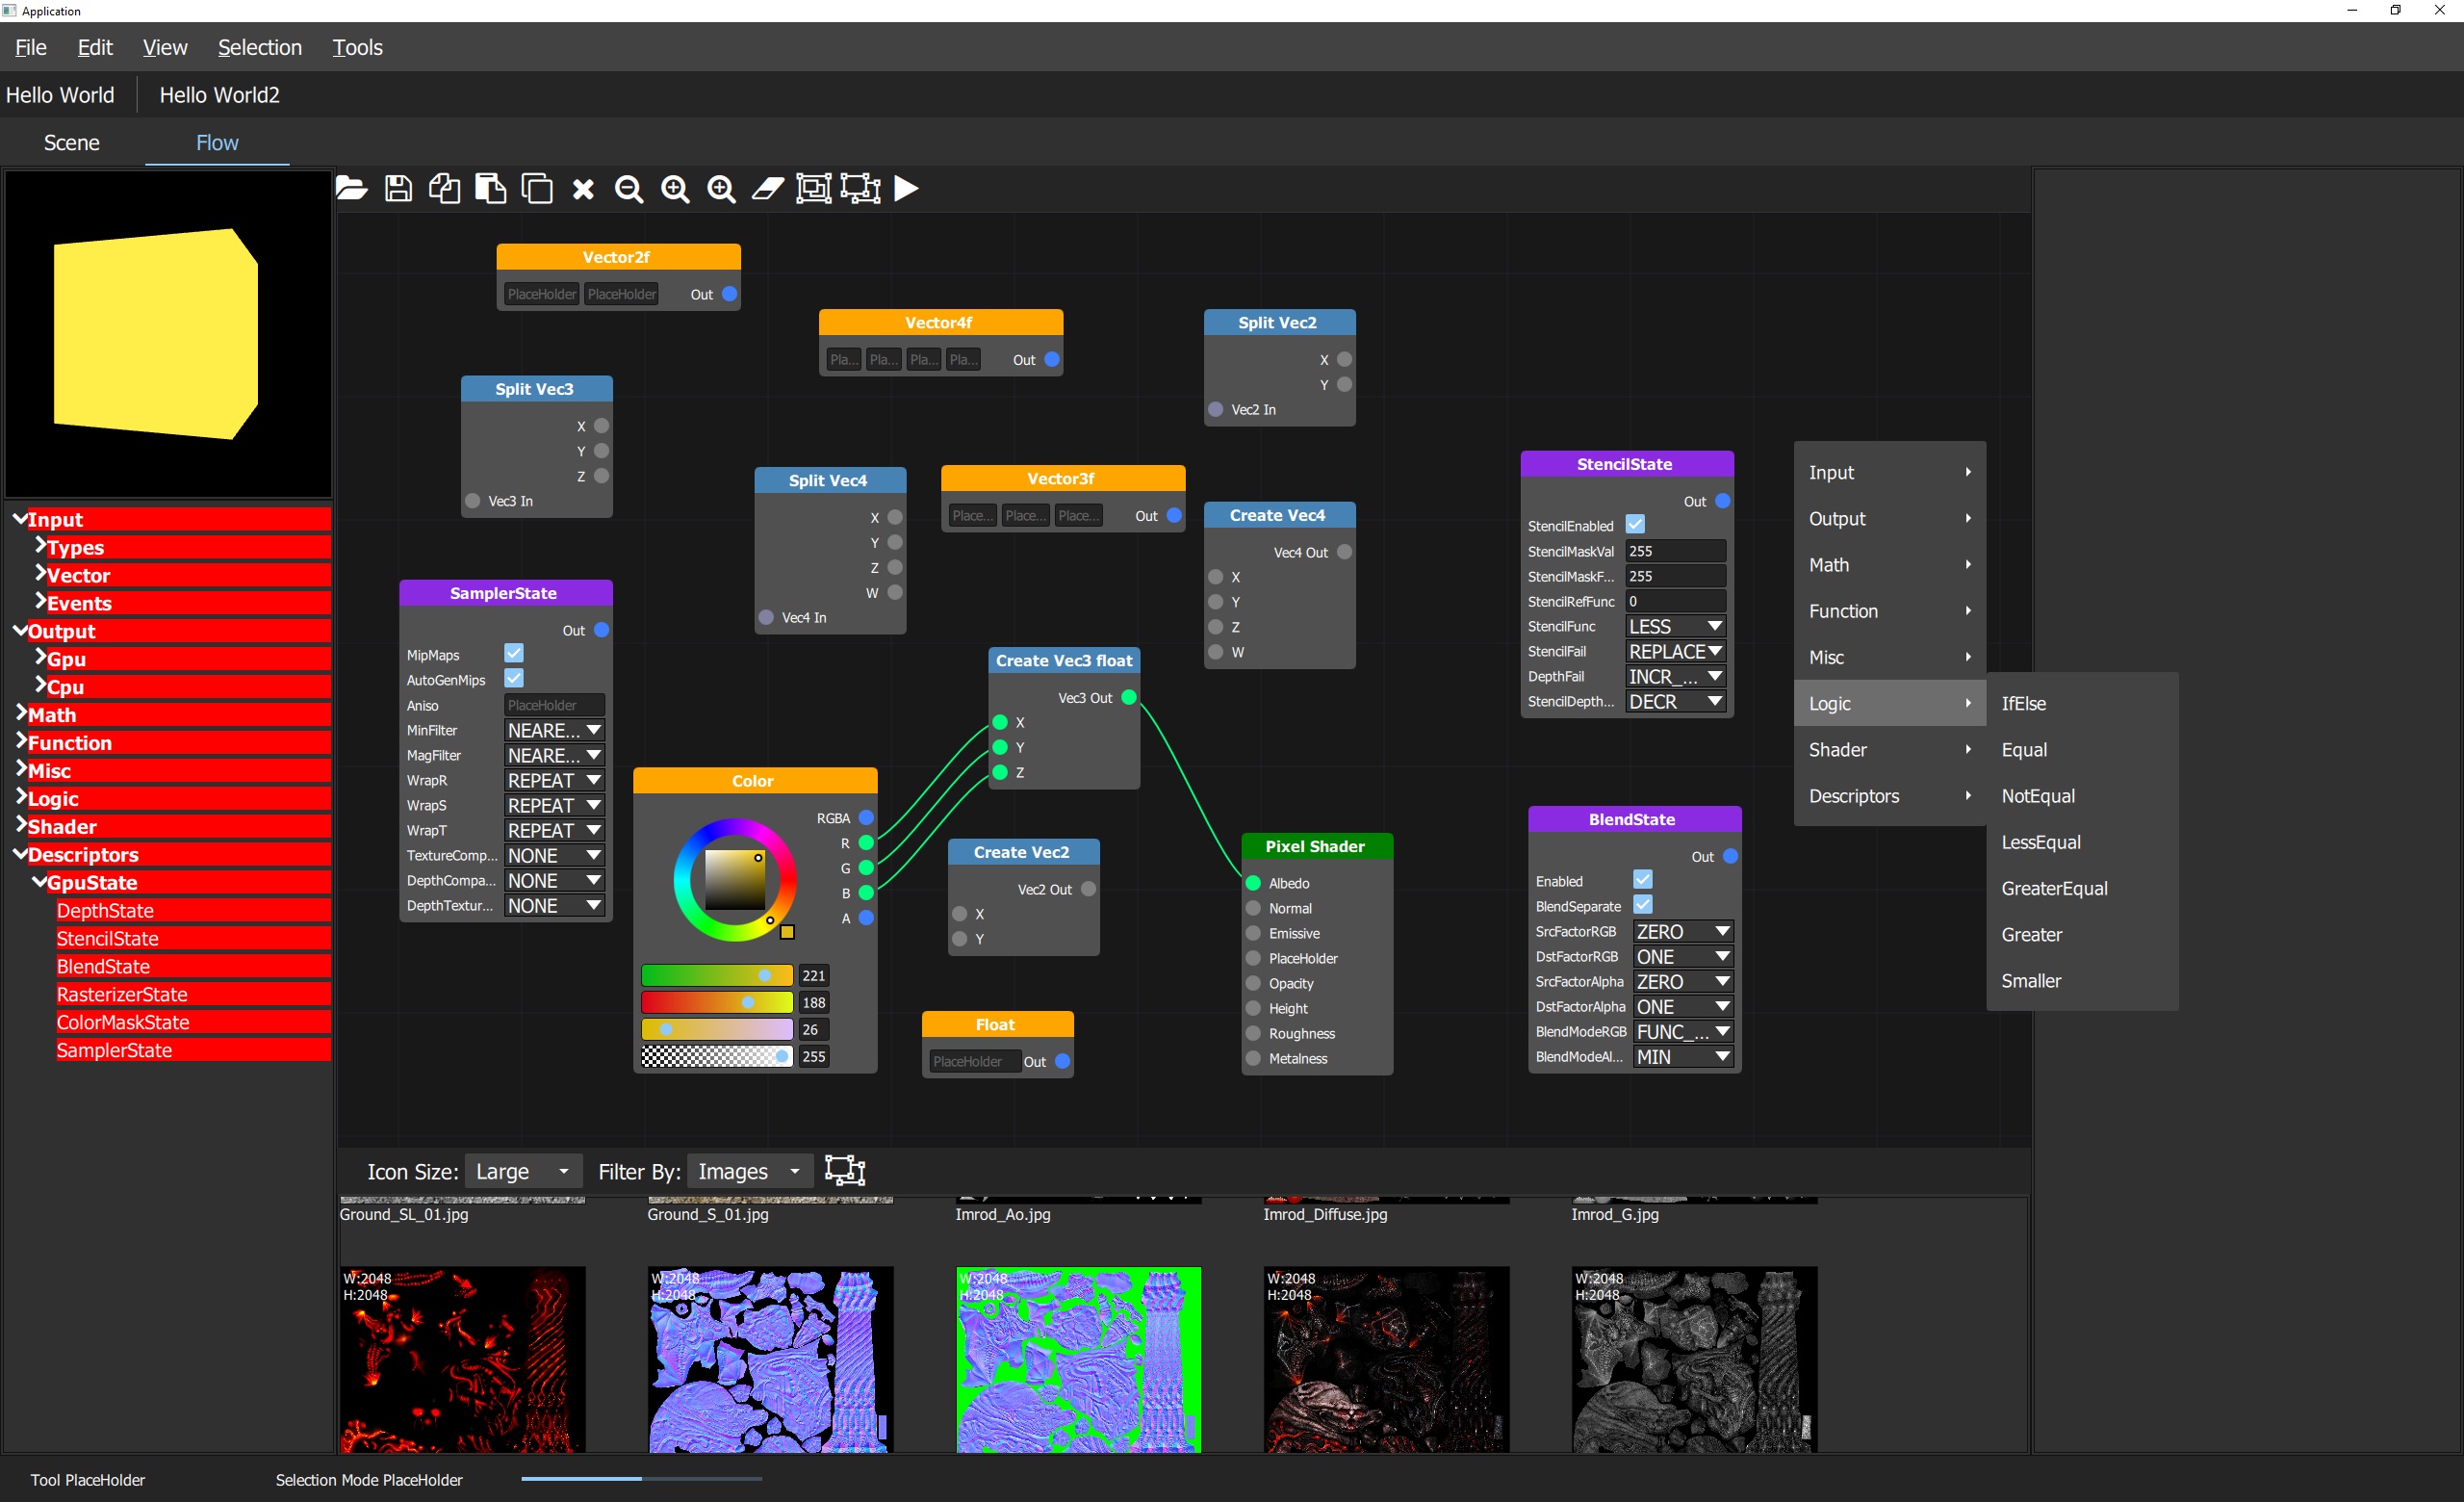 Application
File Edit View Selection Tools
Hello World Hello World2
Scene Flow
Input
Types
Vector
Events
Output
Gpu
Cpu
Math
Function
Misc
Logic
Shader
Descriptors
GpuState
DepthState
StencilState
BlendState
RasterizerState
ColorMaskState
SamplerState
Vector2f
PlaceHolder PlaceHolder Out
Vector4f
Pla... Pla... Pla... Pla... Out
Split Vec2
X
Y
Vec2 In
Split Vec3
X
Y
Z
Vec3 In
Split Vec4
X
Y
Z
W
Vec4 In
Vector3f
Place... Place... Place... Out
Create Vec4
Vec4 Out
X
Y
Z
W
SamplerState
Out
MipMaps
AutoGenMips
Aniso PlaceHolder
MinFilter NEARE...
MagFilter NEARE...
WrapR REPEAT
WrapS REPEAT
WrapT REPEAT
TextureComp... NONE
DepthCompa... NONE
DepthTextur... NONE
Color
RGBA
R
G
B
A
221
188
26
255
Create Vec3 float
Vec3 Out
X
Y
Z
Create Vec2
Vec2 Out
X
Y
Float
PlaceHolder Out
Pixel Shader
Albedo
Normal
Emissive
PlaceHolder
Opacity
Height
Roughness
Metalness
StencilState
Out
StencilEnabled
StencilMaskVal 255
StencilMaskF... 255
StencilRefFunc 0
StencilFunc LESS
StencilFail REPLACE
DepthFail INCR_...
StencilDepth... DECR
BlendState
Out
Enabled
BlendSeparate
SrcFactorRGB ZERO
DstFactorRGB ONE
SrcFactorAlpha ZERO
DstFactorAlpha ONE
BlendModeRGB FUNC_...
BlendModeAl... MIN
Input
Output
Math
Function
Misc
Logic
Shader
Descriptors
IfElse
Equal
NotEqual
LessEqual
GreaterEqual
Greater
Smaller
Icon Size: Large Filter By: Images
Ground_SL_01.jpg Ground_S_01.jpg Imrod_Ao.jpg Imrod_Diffuse.jpg Imrod_G.jpg
W:2048 W:2048 W:2048 W:2048 W:2048
H:2048 H:2048 H:2048 H:2048 H:2048
Tool PlaceHolder Selection Mode PlaceHolder